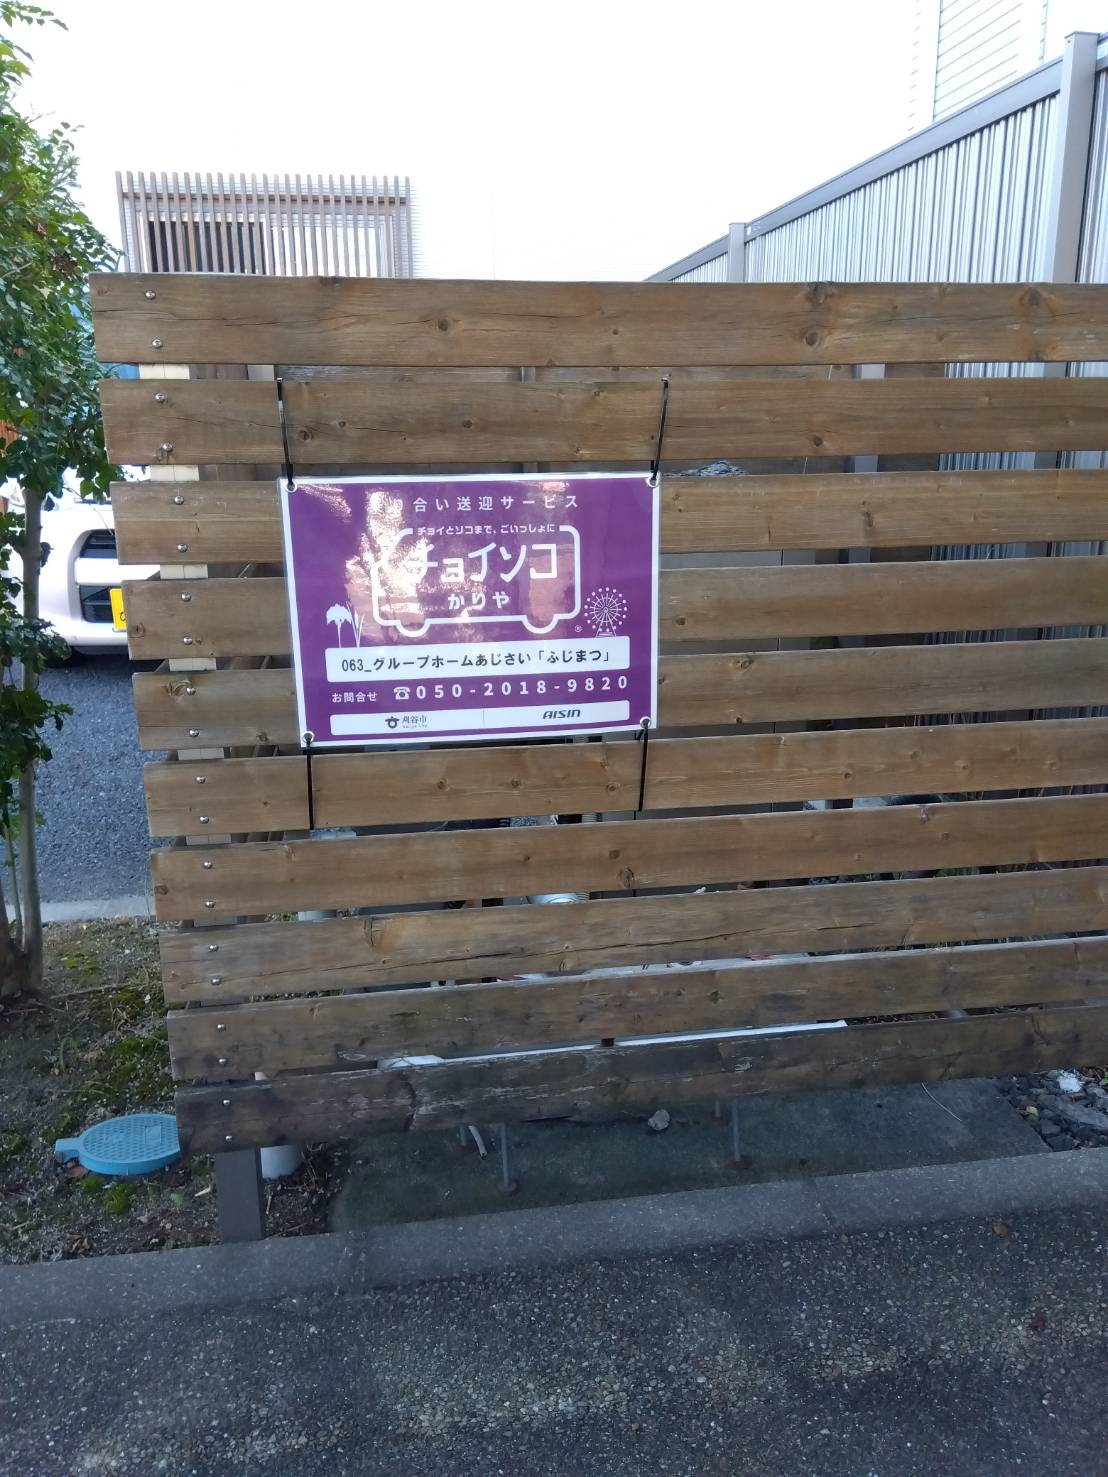 合い送迎サービス
チョイとソコまで、ごいっしょに
チョイソコ
かりや
®
063_グループホームあじさい「ふじまつ」
お問合せ ☎050-2018-9820
刈谷市
AISIN